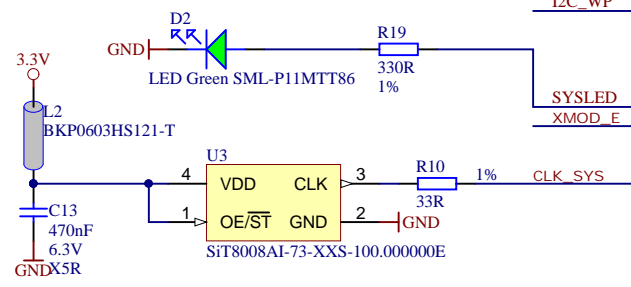 I2C_WP
D2
R19
GND
3.3V
LED Green SML-P11MTT86
330R
1%
SYSLED
L2
XMOD_E
BKP0603HS121-T
U3
R10
1%
CLK_SYS
4
VDD
CLK
3
33R
C13
1
OE/ST
GND
2
GND
470nF
6.3V
SiT8008AI-73-XXS-100.000000E
GND
X5R